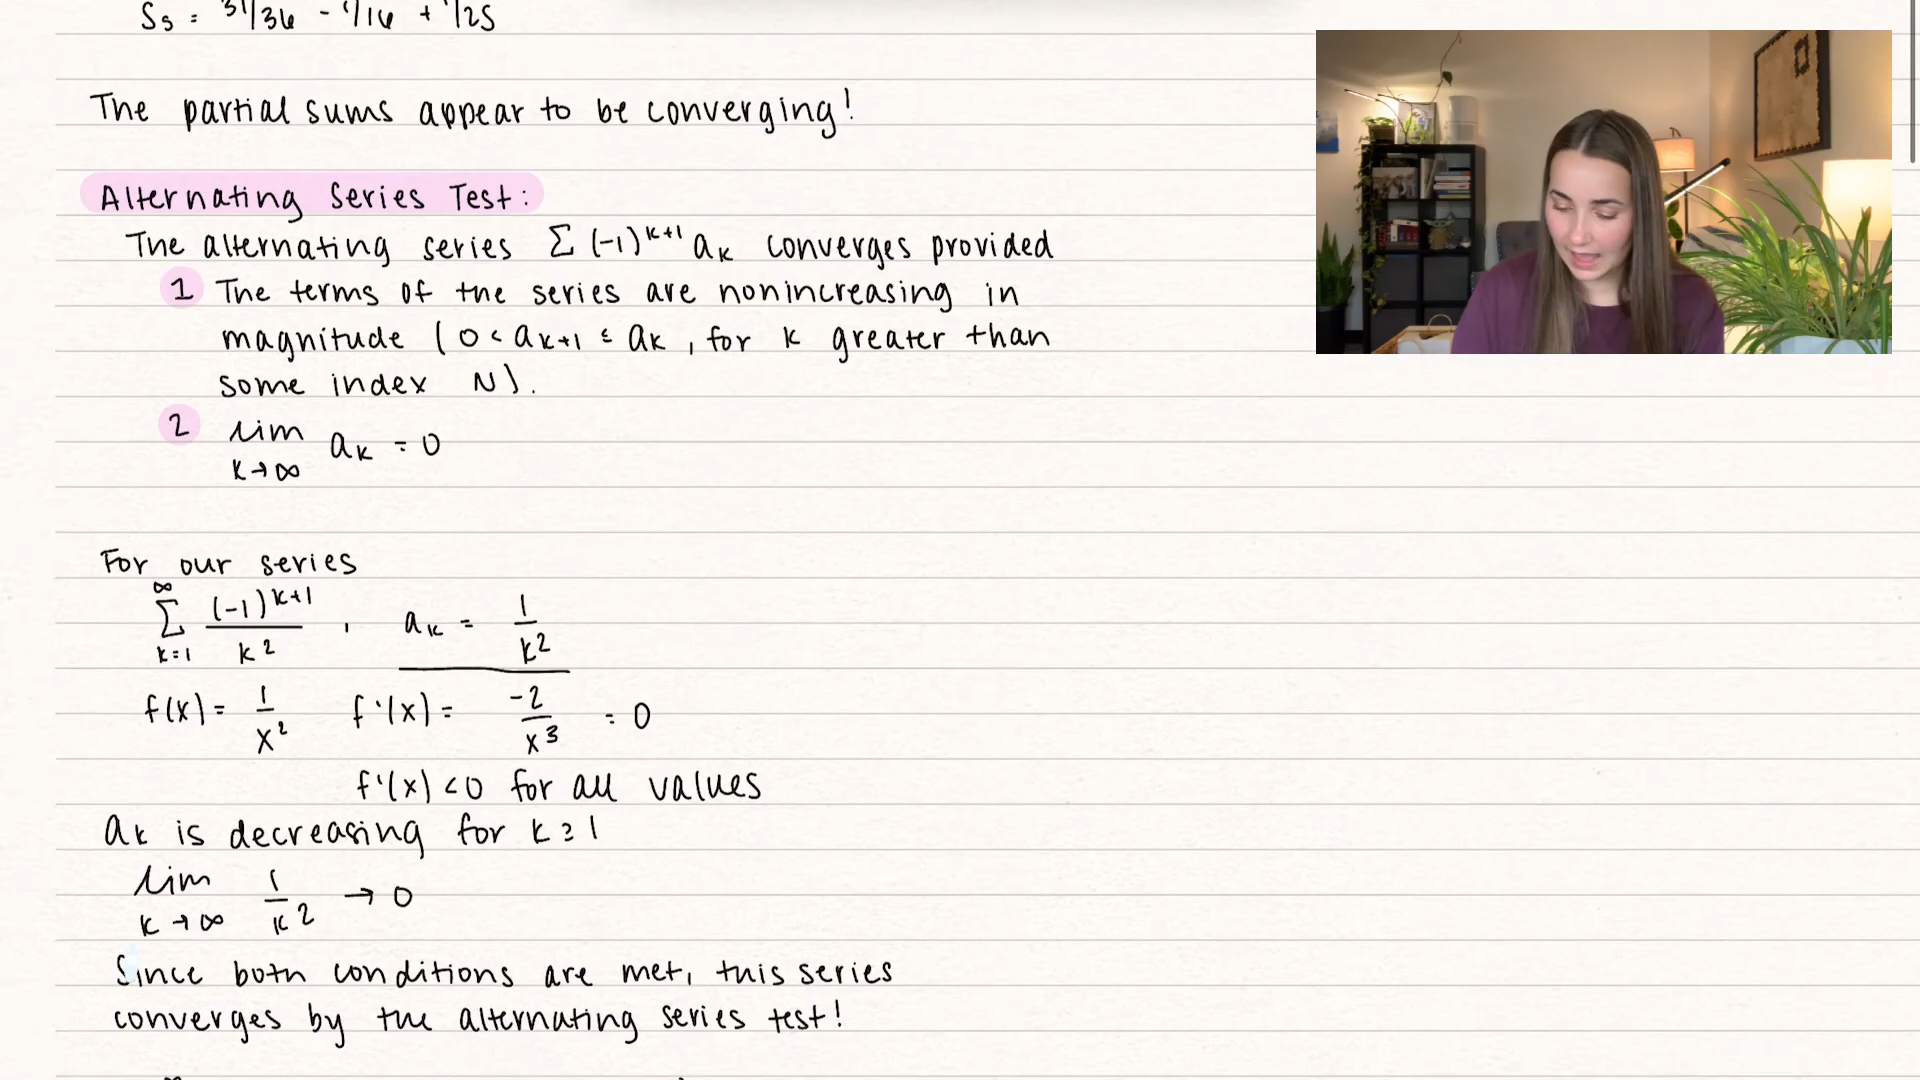 S₅ = 31/36 - 1/16 + 1/25
The partial sums appear to be converging!
Alternating Series Test:
The alternating series Σ (-1)ᵏ⁺¹ aₖ converges provided
1 The terms of the series are nonincreasing in
magnitude (0 < aₖ₊₁ ≤ aₖ, for k greater than
some index N).
2 lim aₖ = 0
k→∞
For our series
∞ Σ k=1 (-1)ᵏ⁺¹ / k² , aₖ = 1/k²
f(x) = 1/x² f'(x) = -2/x³ = 0
f'(x) < 0 for all values
aₖ is decreasing for k ≥ 1
lim 1/k² → 0
k→∞
Since both conditions are met, this series
converges by the alternating series test!